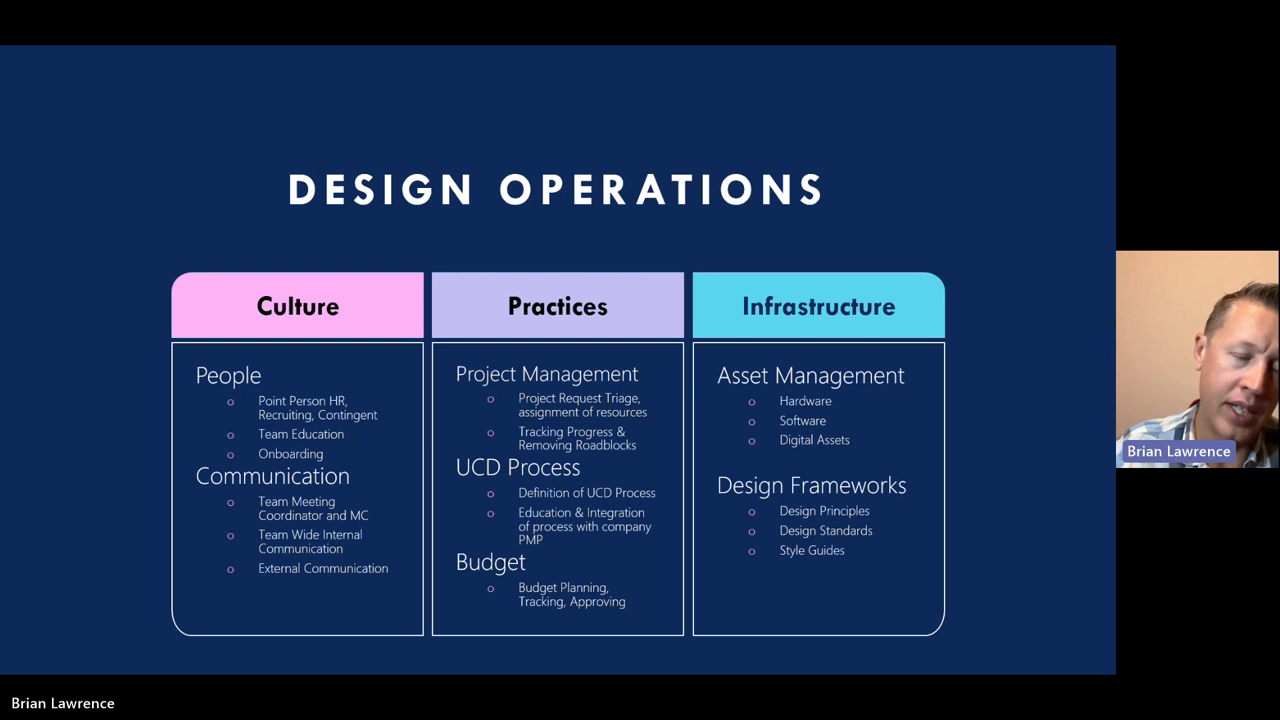 DESIGN OPERATIONS
Culture
People
Point Person HR,
Recruiting, Contingent
Team Education
Onboarding
Communication
Team Meeting
Coordinator and MC
Team Wide Internal
Communication
External Communication
Practices
Project Management
Project Request Triage,
assignment of resources
Tracking Progress &
Removing Roadblocks
UCD Process
Definition of UCD Process
Education & Integration
of process with company
PMP
Budget
Budget Planning,
Tracking, Approving
Infrastructure
Asset Management
Hardware
Software
Digital Assets
Design Frameworks
Design Principles
Design Standards
Style Guides
Brian Lawrence
Brian Lawrence